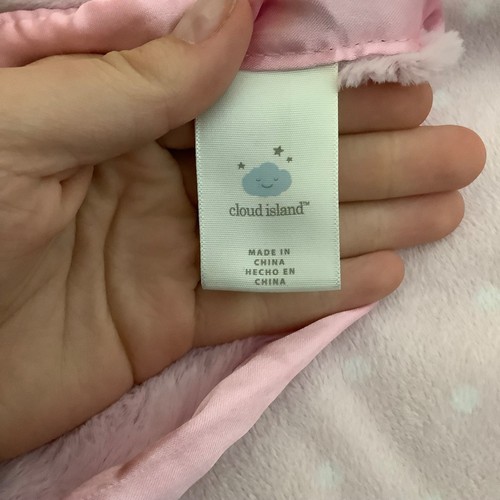 cloud island™
MADE IN
CHINA
HECHO EN
CHINA